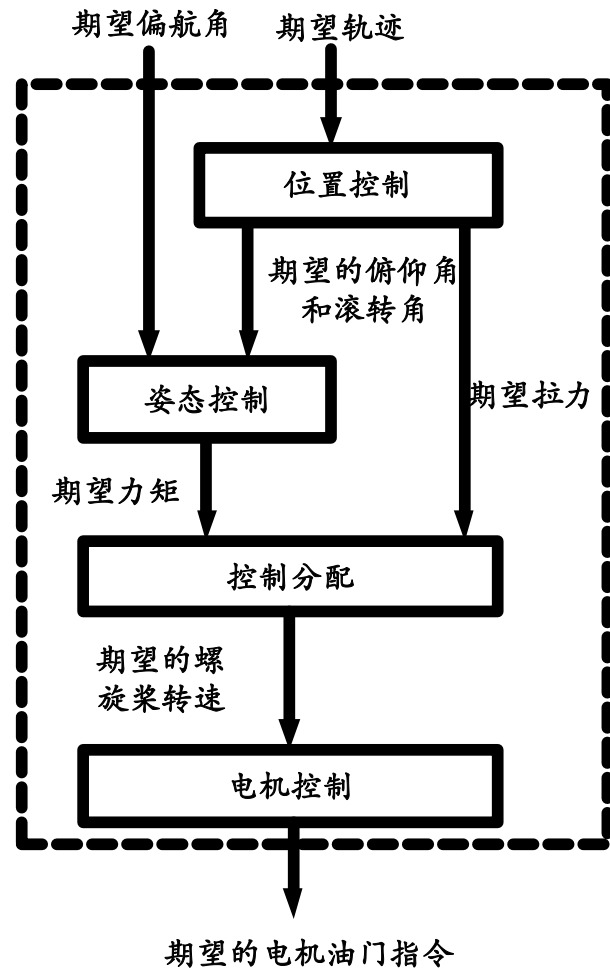 期望偏航角
期望轨迹
位置控制
期望的俯仰角
和滚转角
姿态控制
期望拉力
期望力矩
控制分配
期望的螺
旋桨转速
电机控制
期望的电机油门指令